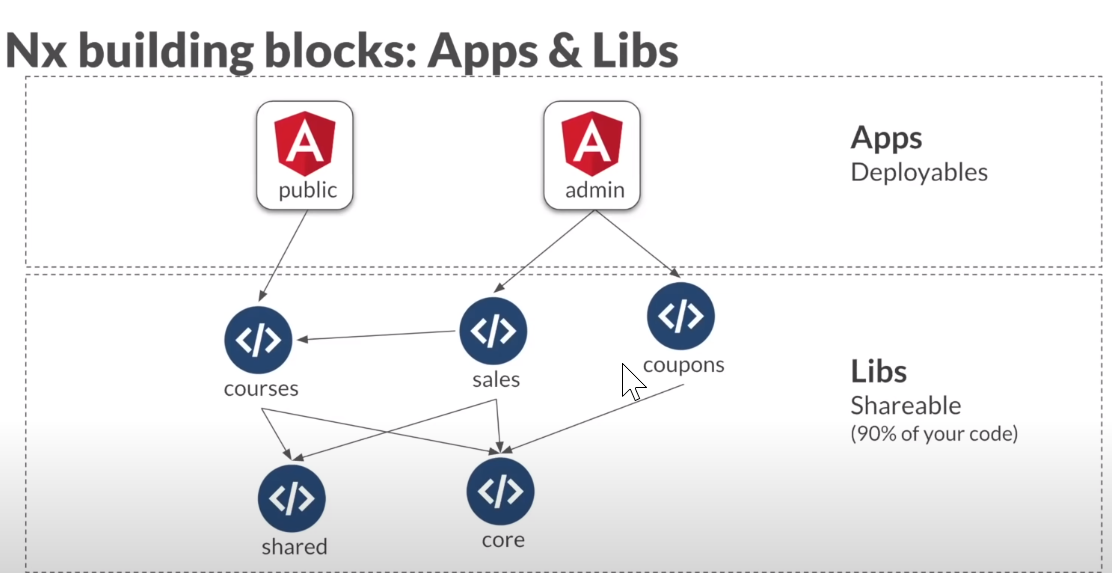 Nx building blocks: Apps & Libs
public
admin
Apps
Deployables
</>
</>
</>
courses
sales
coupons
Libs
Shareable
(90% of your code)
</>
</>
shared
core